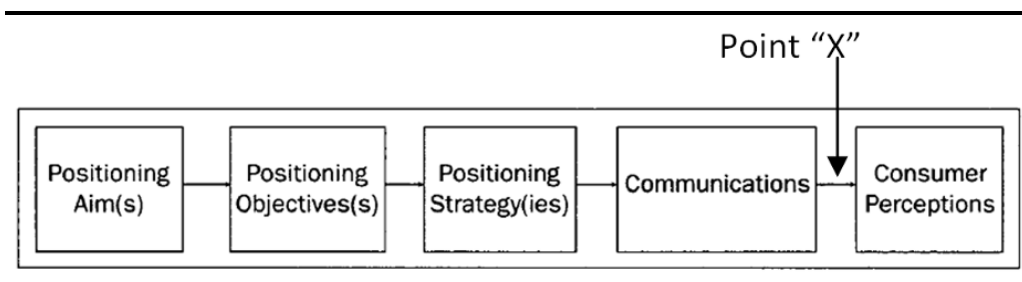 Point “X”
Positioning
Aim(s)
Positioning
Objectives(s)
Positioning
Strategy(ies)
Communications
Consumer
Perceptions